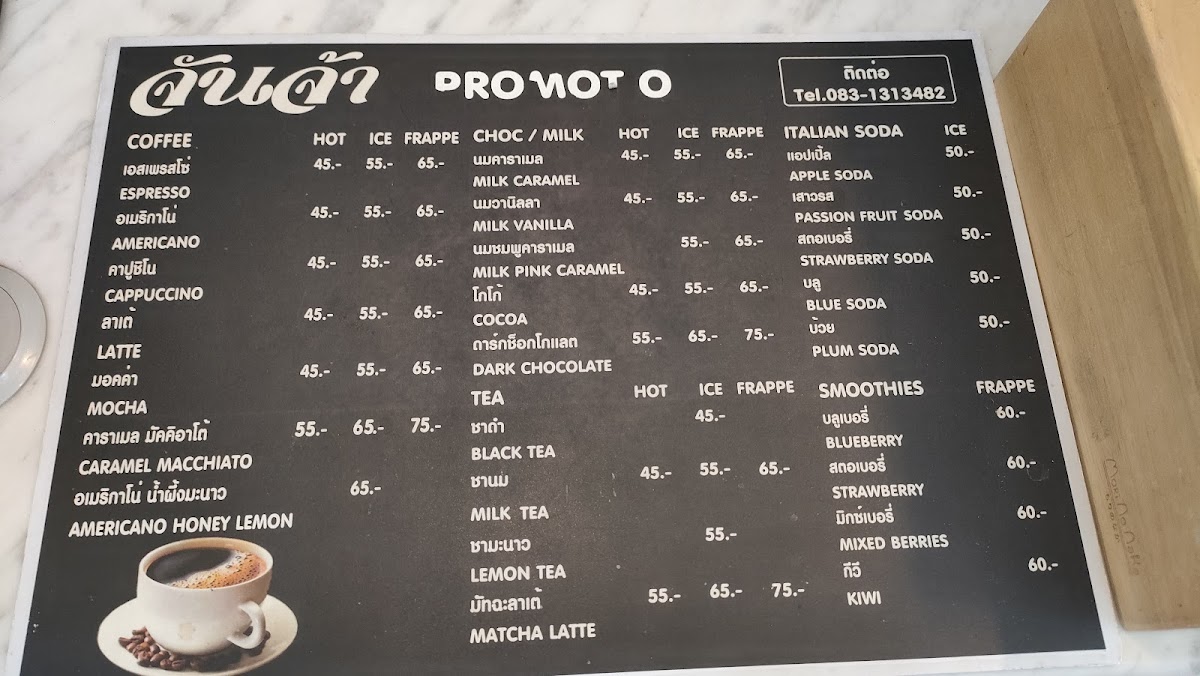 จันเจ้า
PROMOT O
ติดต่อ
Tel.083-1313482
COFFEE HOT ICE FRAPPE
เอสเพรสโซ่ 45.- 55.- 65.-
ESPRESSO
อเมริกาโน่ 45.- 55.- 65.-
AMERICANO
คาปูชิโน 45.- 55.- 65.-
CAPPUCCINO
ลาเต้ 45.- 55.- 65.-
LATTE
มอคค่า 45.- 55.- 65.-
MOCHA
คาราเมล มัคคิอาโต้ 55.- 65.- 75.-
CARAMEL MACCHIATO
อเมริกาโน่ น้ำผึ้งมะนาว 65.-
AMERICANO HONEY LEMON
CHOC / MILK HOT ICE FRAPPE
นมคาราเมล 45.- 55.- 65.-
MILK CARAMEL
นมวานิลลา 45.- 55.- 65.-
MILK VANILLA
นมชมพูคาราเมล 55.- 65.-
MILK PINK CARAMEL
โกโก้ 45.- 55.- 65.-
COCOA
ดาร์กช็อกโกแลต 55.- 65.- 75.-
DARK CHOCOLATE
TEA HOT ICE FRAPPE
ชาดำ 45.-
BLACK TEA
ชานม 45.- 55.- 65.-
MILK TEA
ชามะนาว 55.-
LEMON TEA
มัทฉะลาเต้ 55.- 65.- 75.-
MATCHA LATTE
ITALIAN SODA ICE
แอปเปิ้ล 50.-
APPLE SODA
เสาวรส 50.-
PASSION FRUIT SODA
สตอเบอรี่ 50.-
STRAWBERRY SODA
บลู 50.-
BLUE SODA
บ้วย 50.-
PLUM SODA
SMOOTHIES FRAPPE
บลูเบอรี่ 60.-
BLUEBERRY
สตอเบอรี่ 60.-
STRAWBERRY
มิกซ์เบอรี่ 60.-
MIXED BERRIES
กีวี 60.-
KIWI